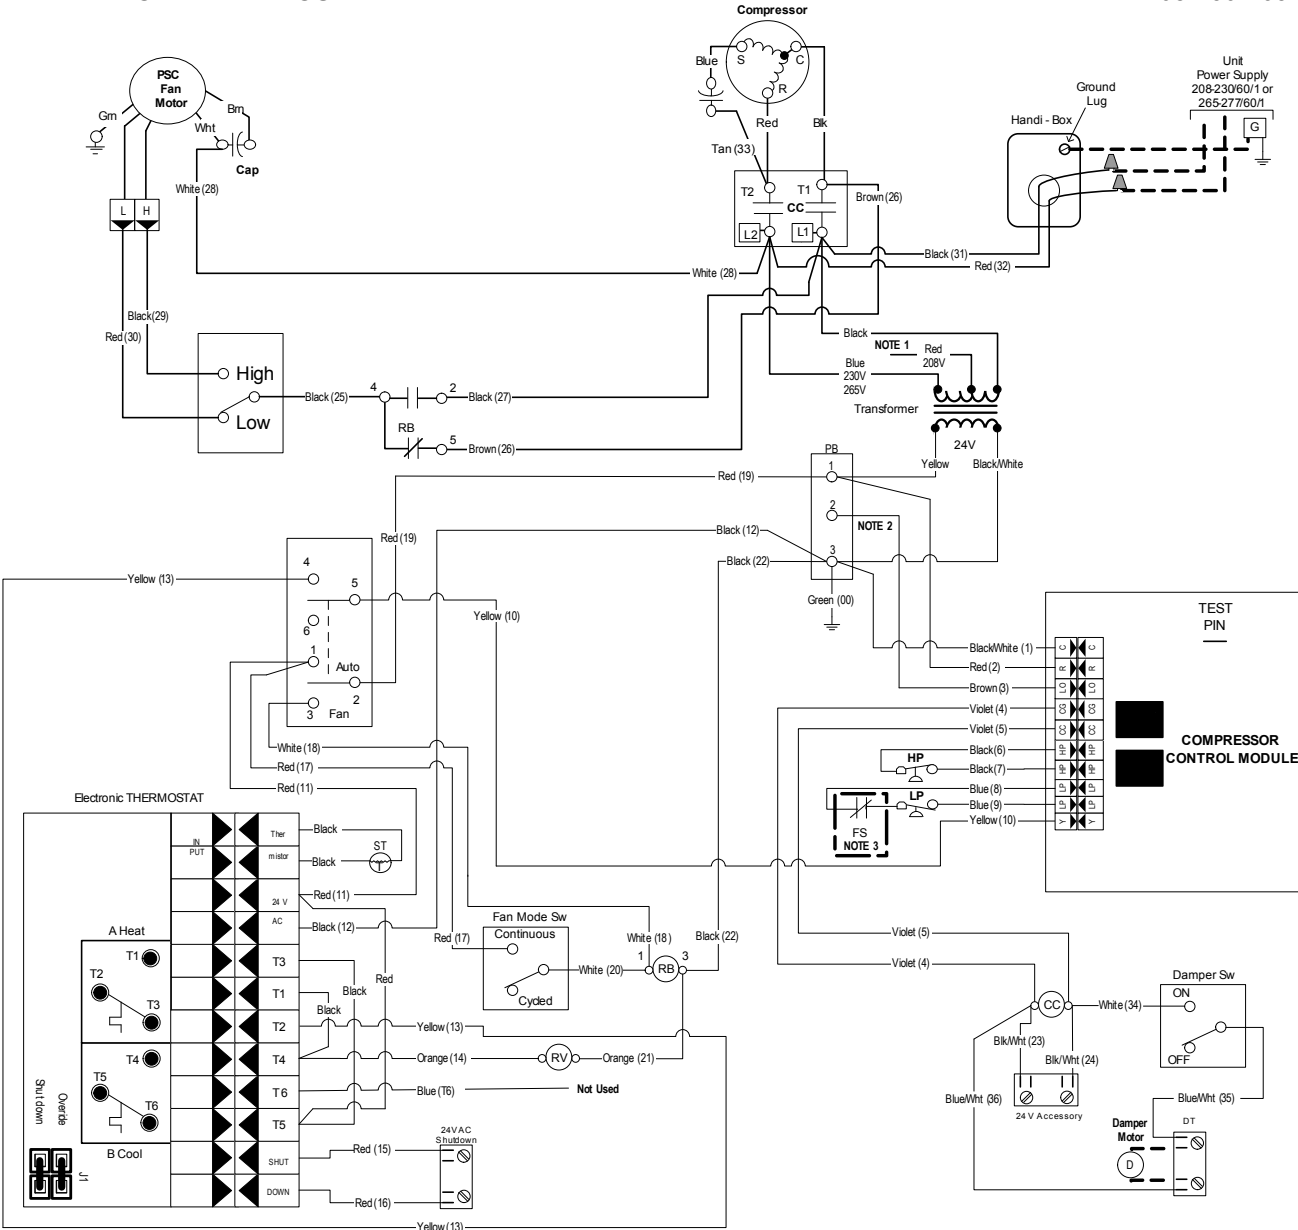 Compressor
S
C
R
Blue
Red
Blk
Tan (33)
PSC
Fan
Motor
Grn
Brn
Wht
Cap
White (28)
L
H
T2
T1
CC
L2
L1
Brown (26)
Unit
Power Supply
208-230/60/1 or
265-277/60/1
Ground
Lug
Handi - Box
G
White (28)
Black (31)
Red (32)
Black(29)
Red (30)
High
Low
Black (25)
4
2
Black (27)
RB
5
Brown (26)
Black
NOTE 1
Red
208V
Blue
230V
265V
Transformer
24V
Yellow
Black/White
PB
1
2
3
NOTE 2
Red (19)
Black (12)
Black (22)
Green (00)
Red (19)
Yellow (13)
4
5
6
1
Auto
2
3
Fan
Yellow (10)
White (18)
Red (17)
Red (11)
TEST
PIN
COMPRESSOR
CONTROL MODULE
Black/White (1)
C
C
Red (2)
R
R
Brown (3)
LO
LO
Violet (4)
CG
CG
Violet (5)
CC
CC
Black(6)
HP
HP
Black(7)
HP
HP
Blue (8)
LP
LP
Blue (9)
LP
LP
Yellow (10)
Y
Y
HP
LP
FS
NOTE 3
Electronic THERMOSTAT
IN
PUT
Ther
mistor
24 V
AC
T3
T1
T2
T4
T6
T5
SHUT
DOWN
Black
Black
ST
Red (11)
Black (12)
Black
Red
Black
Yellow (13)
Orange (14)
RV
Orange (21)
Blue (T6)
Not Used
Red (15)
Red (16)
24VAC
Shutdown
A Heat
T1
T2
T3
T4
T5
T6
B Cool
Shut down
Override
J1
Yellow (13)
Fan Mode Sw
Continuous
Cycled
Red (17)
White (20)
White (18)
1
RB
3
Black (22)
Violet (5)
Violet (4)
CC
White (34)
Damper Sw
ON
OFF
Blk/Wht (23)
Blk/Wht (24)
24 V Accessory
Blue/Wht (36)
Blue/Wht (35)
Damper
Motor
D
DT